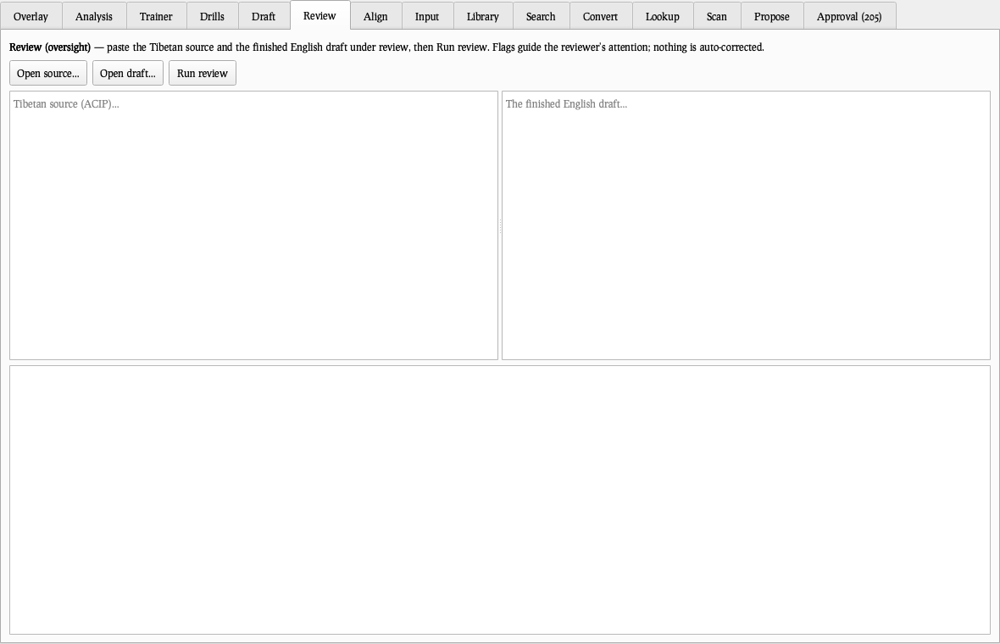 Overlay Analysis Trainer Drills Draft Review Align Input Library Search Convert Lookup Scan Propose Approval (205)
Review (oversight) — paste the Tibetan source and the finished English draft under review, then Run review. Flags guide the reviewer's attention; nothing is auto-corrected.
Open source... Open draft... Run review
Tibetan source (ACIP)... The finished English draft...